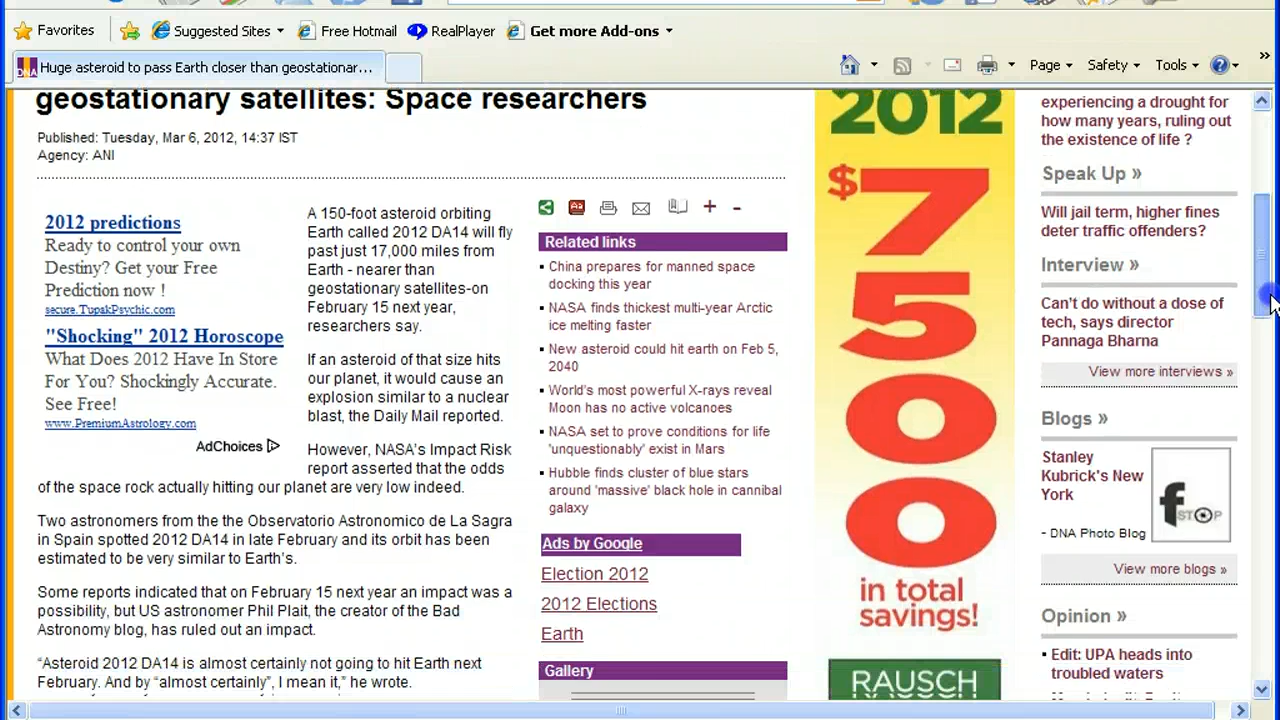 Favorites
Suggested Sites
Free Hotmail
RealPlayer
Get more Add-ons
Huge asteroid to pass Earth closer than geostationar...
Page
Safety
Tools
»
geostationary satellites: Space researchers
Published: Tuesday, Mar 6, 2012, 14:37 IST
Agency: ANI
2012 predictions
Ready to control your own
Destiny? Get your Free
Prediction now !
secure.TupakPsychic.com
"Shocking" 2012 Horoscope
What Does 2012 Have In Store
For You? Shockingly Accurate.
See Free!
www.PremiumAstrology.com
AdChoices
A 150-foot asteroid orbiting
Earth called 2012 DA14 will fly
past just 17,000 miles from
Earth - nearer than
geostationary satellites-on
February 15 next year,
researchers say.
If an asteroid of that size hits
our planet, it would cause an
explosion similar to a nuclear
blast, the Daily Mail reported.
However, NASA's Impact Risk
report asserted that the odds
of the space rock actually hitting our planet are very low indeed.
Two astronomers from the the Observatorio Astronomico de La Sagra
in Spain spotted 2012 DA14 in late February and its orbit has been
estimated to be very similar to Earth's.
Some reports indicated that on February 15 next year an impact was a
possibility, but US astronomer Phil Plait, the creator of the Bad
Astronomy blog, has ruled out an impact.
“Asteroid 2012 DA14 is almost certainly not going to hit Earth next
February. And by “almost certainly”, I mean it,” he wrote.
+ -
Related links
China prepares for manned space
docking this year
NASA finds thickest multi-year Arctic
ice melting faster
New asteroid could hit earth on Feb 5,
2040
World's most powerful X-rays reveal
Moon has no active volcanoes
NASA set to prove conditions for life
'unquestionably' exist in Mars
Hubble finds cluster of blue stars
around 'massive' black hole in cannibal
galaxy
Ads by Google
Election 2012
2012 Elections
Earth
Gallery
2012
$7500
in total
savings!
RAUSCH
experiencing a drought for
how many years, ruling out
the existence of life ?
Speak Up »
Will jail term, higher fines
deter traffic offenders?
Interview »
Can't do without a dose of
tech, says director
Pannaga Bharna
View more interviews »
Blogs »
Stanley
Kubrick's New
York
f STOP
- DNA Photo Blog
View more blogs »
Opinion »
Edit: UPA heads into
troubled waters